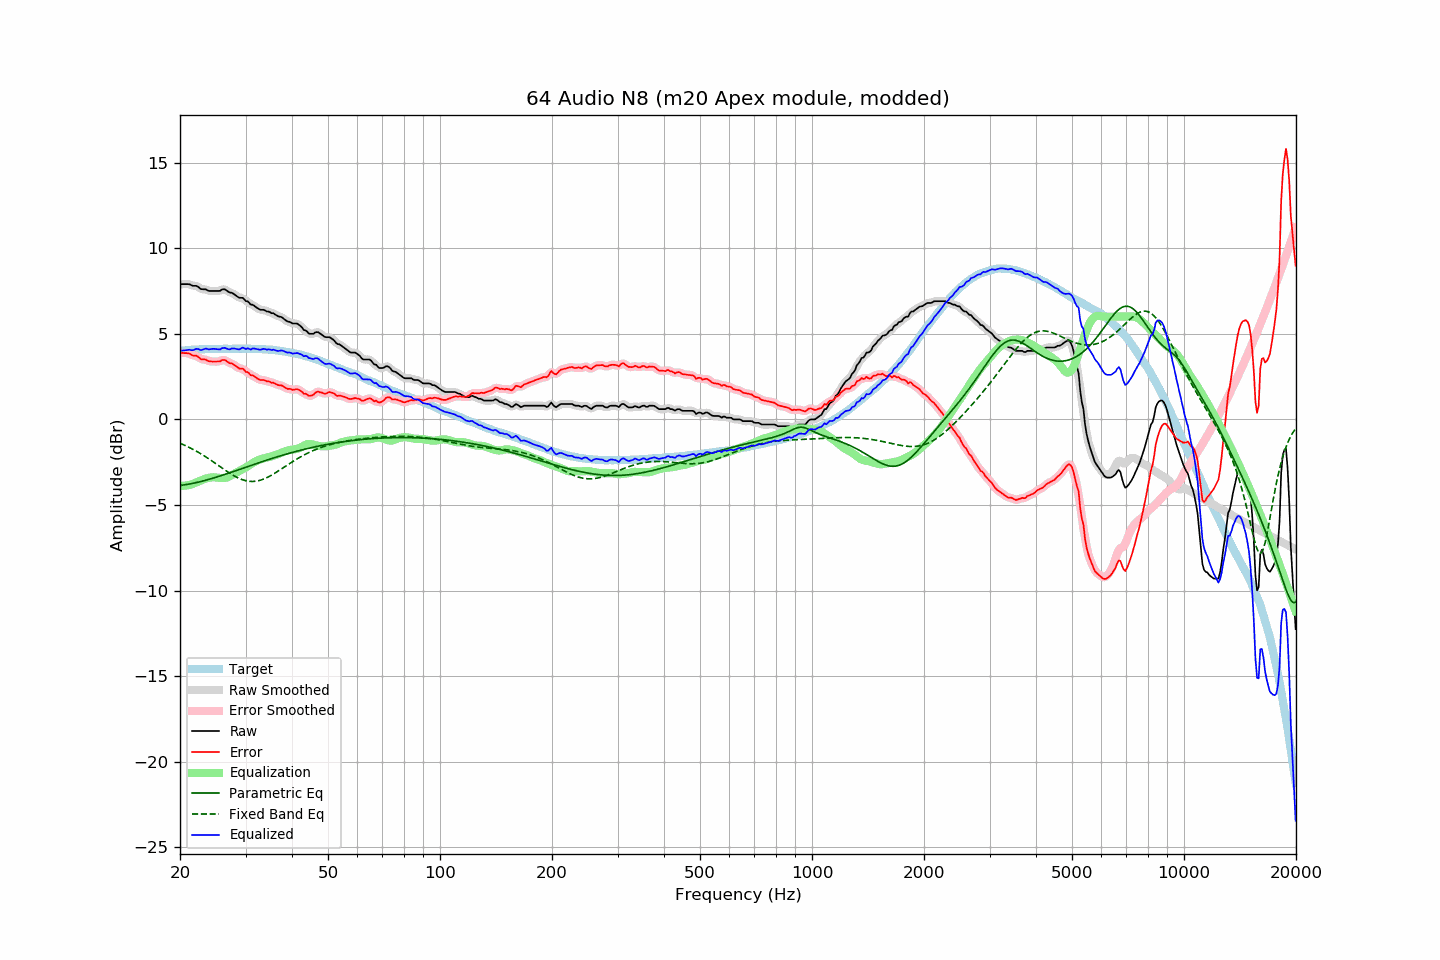 64 Audio N8 (m20 Apex module, modded)
Amplitude (dBr)
15
10
5
0
−5
−10
−15
−20
−25
Target
Raw Smoothed
Error Smoothed
Raw
Error
Equalization
Parametric Eq
Fixed Band Eq
Equalized
20 50 100 200 500 1000 2000 5000 10000 20000
Frequency (Hz)